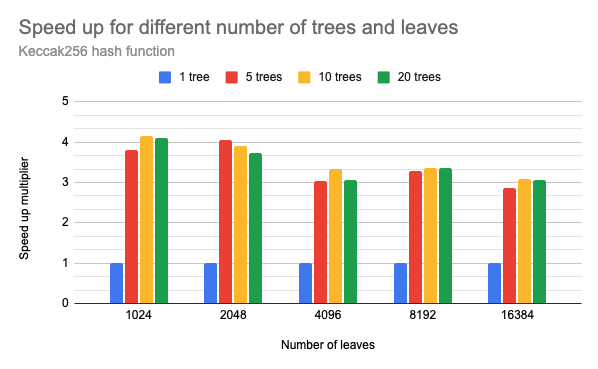 Speed up for different number of trees and leaves
Keccak256 hash function
1 tree 5 trees 10 trees 20 trees
Speed up multiplier
5
4
3
2
1
0
1024 2048 4096 8192 16384
Number of leaves